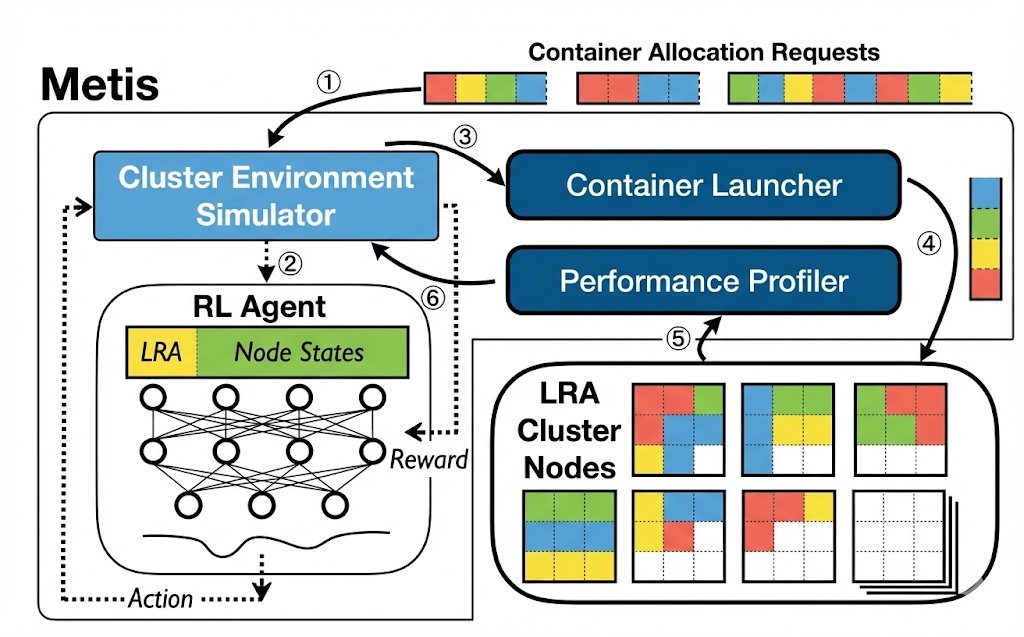 Container Allocation Requests
Metis
①
③
Cluster Environment
Simulator
Container Launcher
④
②
Performance Profiler
⑥
RL Agent
LRA
Node States
⑤
LRA
Cluster
Nodes
Reward
Action